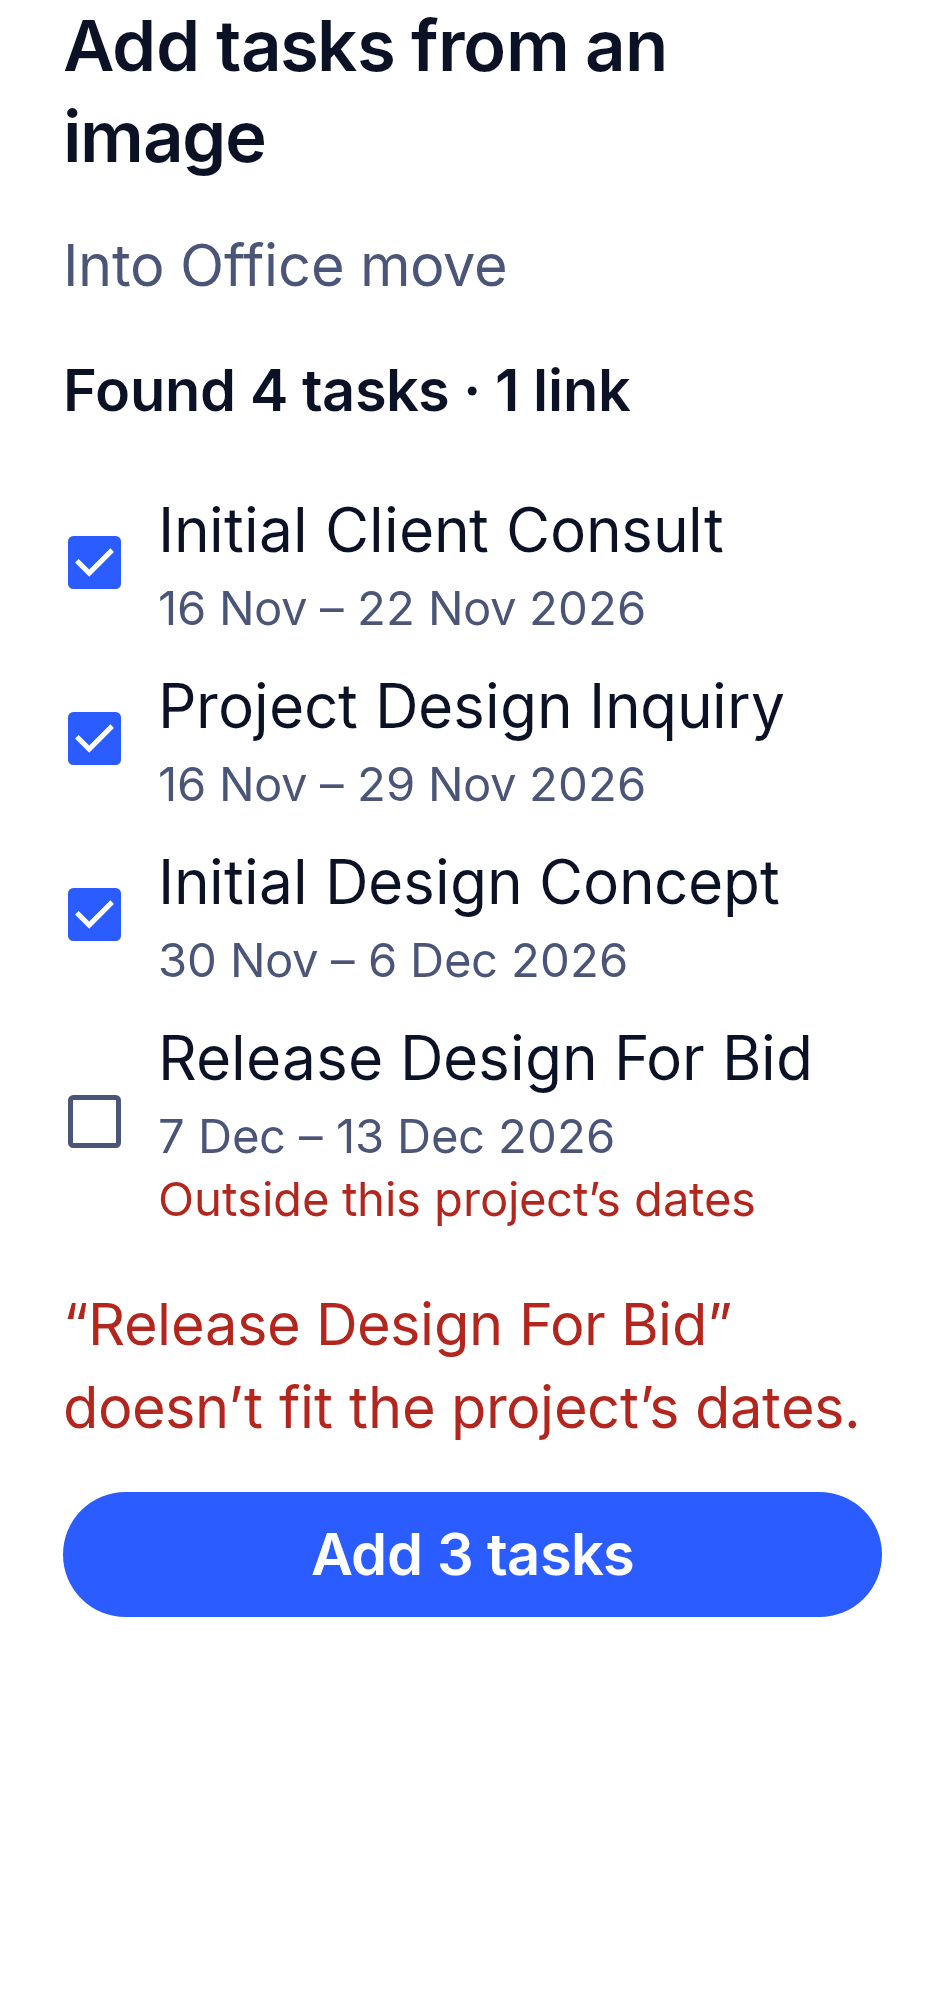 Add tasks from an
image
Into Office move
Found 4 tasks · 1 link
Initial Client Consult
16 Nov – 22 Nov 2026
Project Design Inquiry
16 Nov – 29 Nov 2026
Initial Design Concept
30 Nov – 6 Dec 2026
Release Design For Bid
7 Dec – 13 Dec 2026
Outside this project’s dates
“Release Design For Bid”
doesn’t fit the project’s dates.
Add 3 tasks